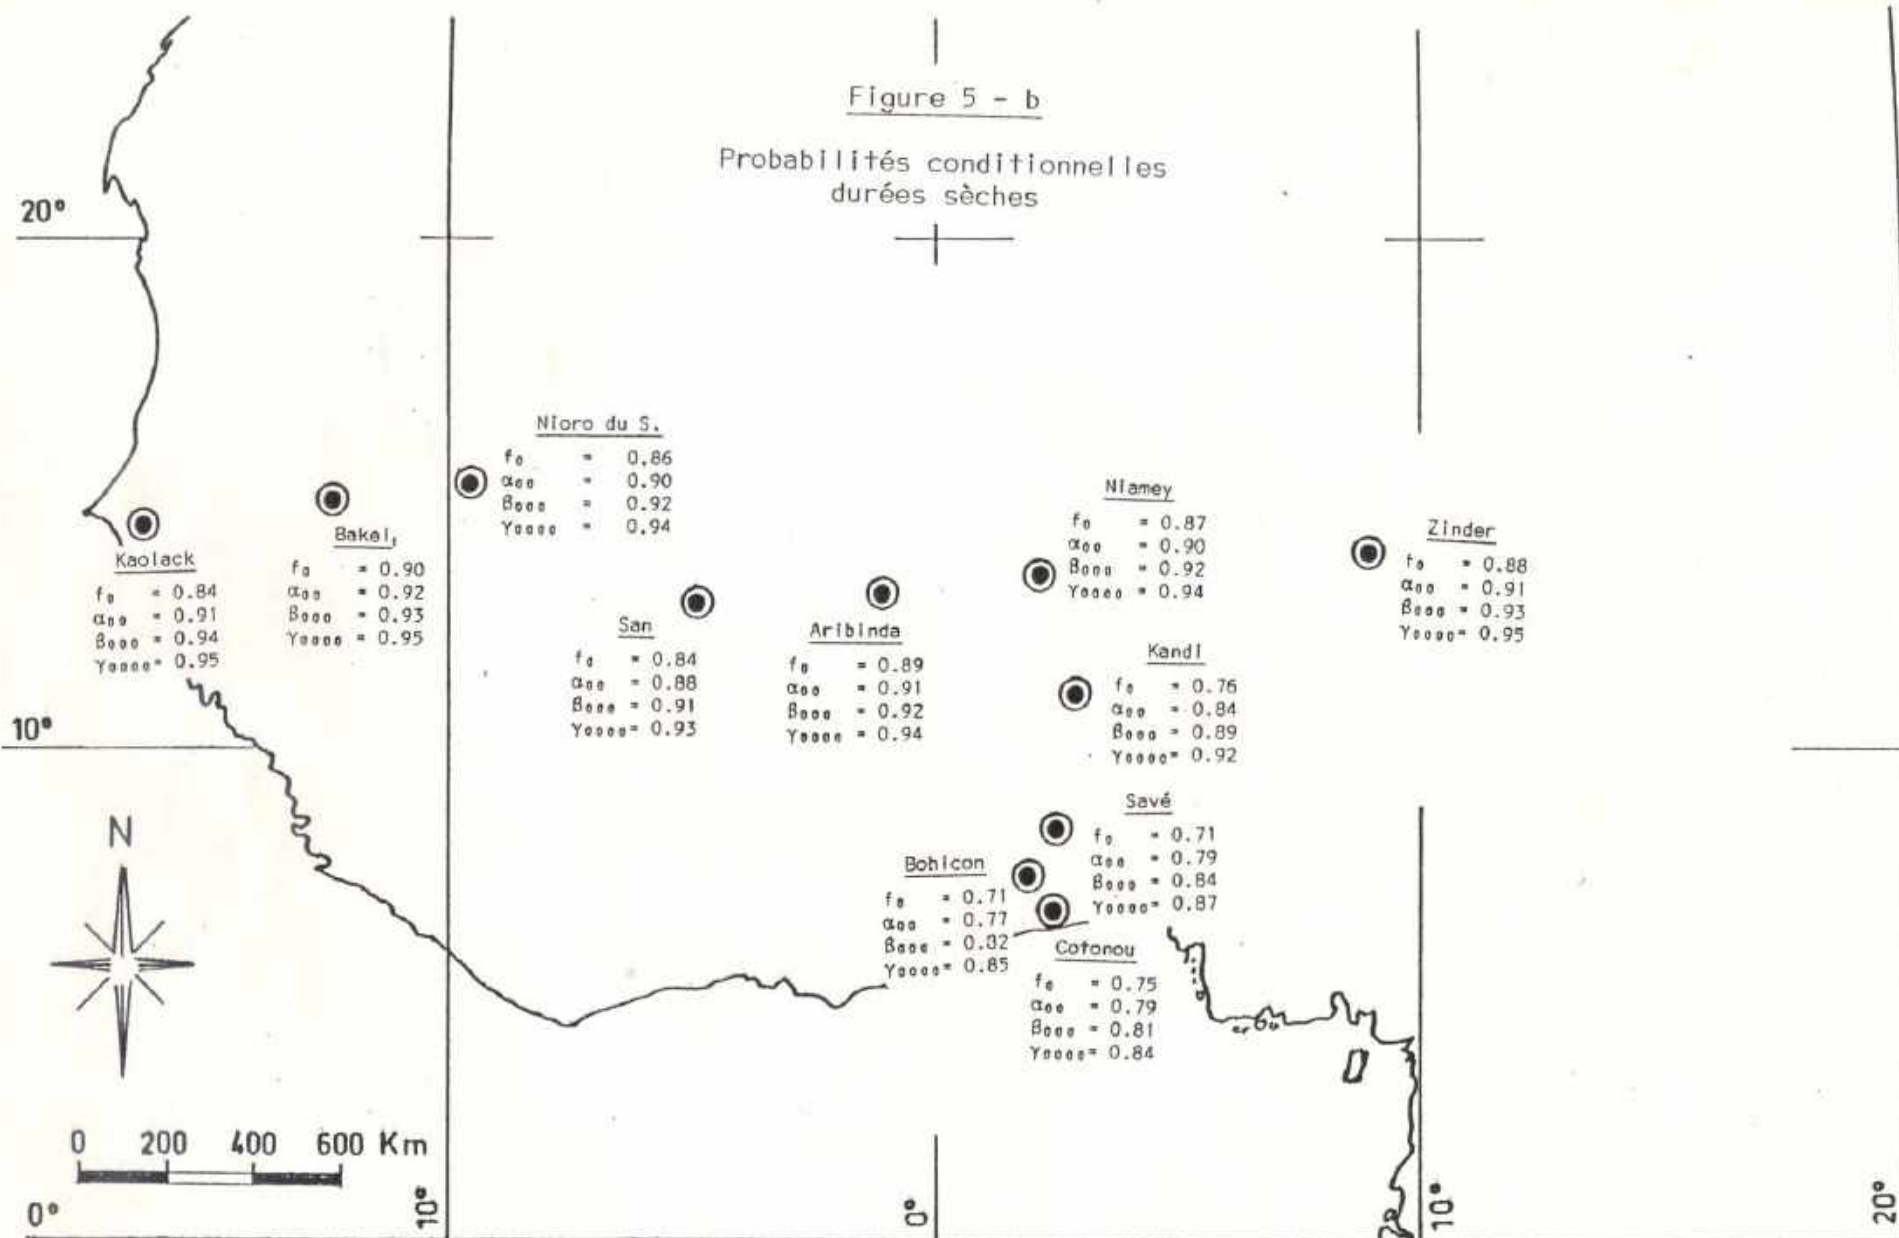 Figure 5 - b
Probabilités conditionnelles
durées sèches
20°
Nioro du S.
f₀ = 0.86
α₀₀ = 0.90
β₀₀₀ = 0.92
γ₀₀₀₀ = 0.94
Kaolack
f₀ = 0.84
α₀₀ = 0.91
β₀₀₀ = 0.94
γ₀₀₀₀ = 0.95
Bakel
f₀ = 0.90
α₀₀ = 0.92
β₀₀₀ = 0.93
γ₀₀₀₀ = 0.95
San
f₀ = 0.84
α₀₀ = 0.88
β₀₀₀ = 0.91
γ₀₀₀₀ = 0.93
Aribinda
f₀ = 0.89
α₀₀ = 0.91
β₀₀₀ = 0.92
γ₀₀₀₀ = 0.94
Niamey
f₀ = 0.87
α₀₀ = 0.90
β₀₀₀ = 0.92
γ₀₀₀₀ = 0.94
Zinder
f₀ = 0.88
α₀₀ = 0.91
β₀₀₀ = 0.93
γ₀₀₀₀ = 0.95
Kandi
f₀ = 0.76
α₀₀ = 0.84
β₀₀₀ = 0.89
γ₀₀₀₀ = 0.92
10°
Savé
f₀ = 0.71
α₀₀ = 0.79
β₀₀₀ = 0.84
γ₀₀₀₀ = 0.87
Bohicon
f₀ = 0.71
α₀₀ = 0.77
β₀₀₀ = 0.82
γ₀₀₀₀ = 0.85
Cotonou
f₀ = 0.75
α₀₀ = 0.79
β₀₀₀ = 0.81
γ₀₀₀₀ = 0.84
N
0 200 400 600 Km
0°
10°
0°
10°
20°